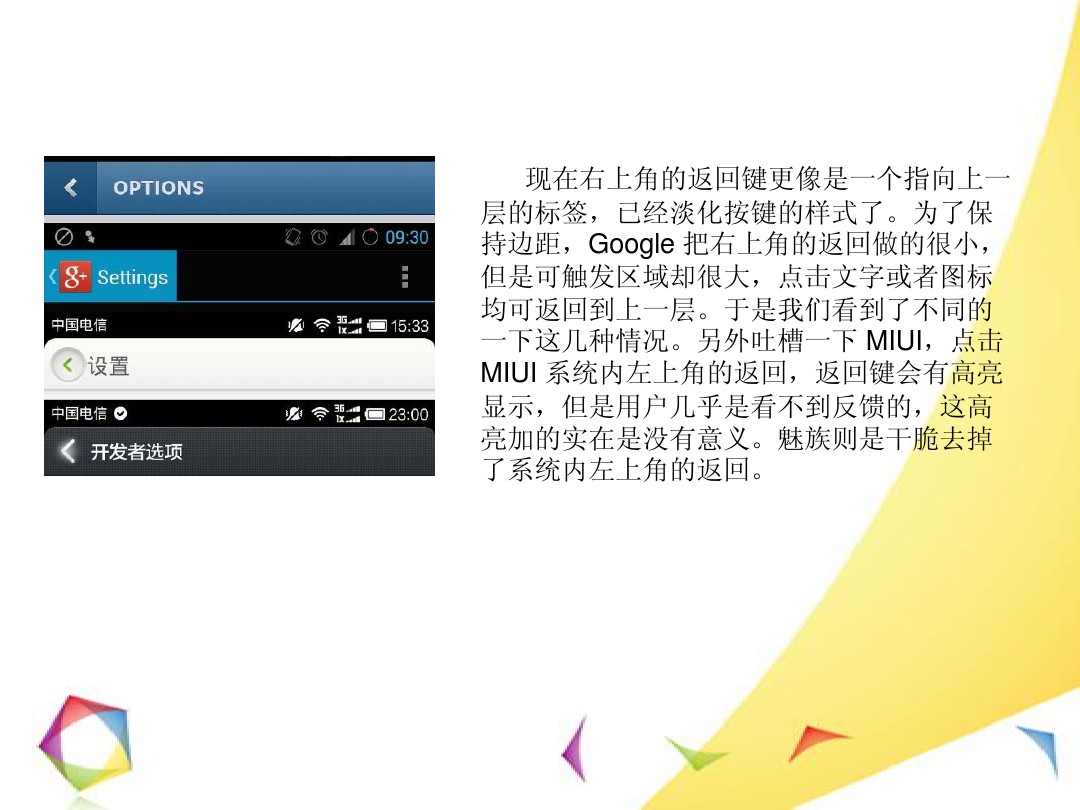 OPTIONS
09:30
g+ Settings
中国电信 3G 1X 15:33
设置
中国电信 3G 1X 23:00
开发者选项
现在右上角的返回键更像是一个指向上一
层的标签，已经淡化按键的样式了。为了保
持边距，Google 把右上角的返回做的很小，
但是可触发区域却很大，点击文字或者图标
均可返回到上一层。于是我们看到了不同的
一下这几种情况。另外吐槽一下 MIUI，点击
MIUI 系统内左上角的返回，返回键会有高亮
显示，但是用户几乎是看不到反馈的，这高
亮加的实在是没有意义。魅族则是干脆去掉
了系统内左上角的返回。